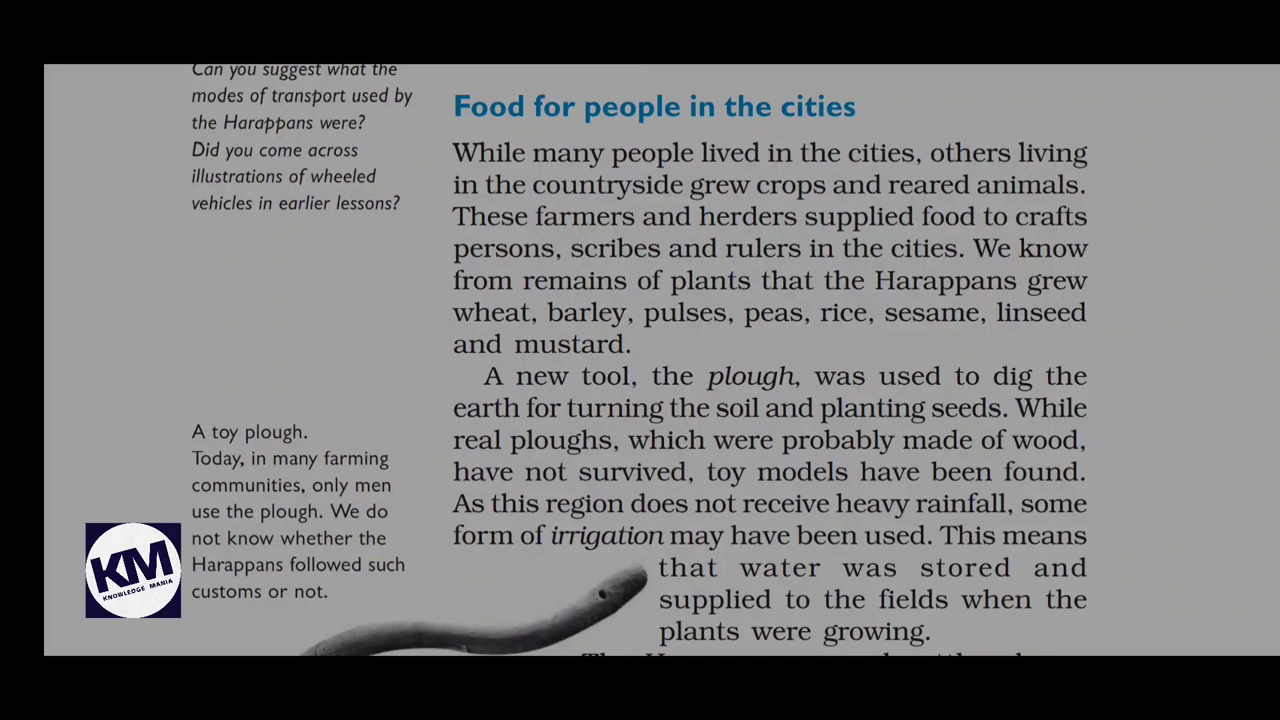 Can you suggest what the
modes of transport used by
the Harappans were?
Did you come across
illustrations of wheeled
vehicles in earlier lessons?
A toy plough.
Today, in many farming
communities, only men
use the plough. We do
not know whether the
Harappans followed such
customs or not.
KM
KNOWLEDGE MANIA
Food for people in the cities
While many people lived in the cities, others living
in the countryside grew crops and reared animals.
These farmers and herders supplied food to crafts
persons, scribes and rulers in the cities. We know
from remains of plants that the Harappans grew
wheat, barley, pulses, peas, rice, sesame, linseed
and mustard.
A new tool, the plough, was used to dig the
earth for turning the soil and planting seeds. While
real ploughs, which were probably made of wood,
have not survived, toy models have been found.
As this region does not receive heavy rainfall, some
form of irrigation may have been used. This means
that water was stored and
supplied to the fields when the
plants were growing.